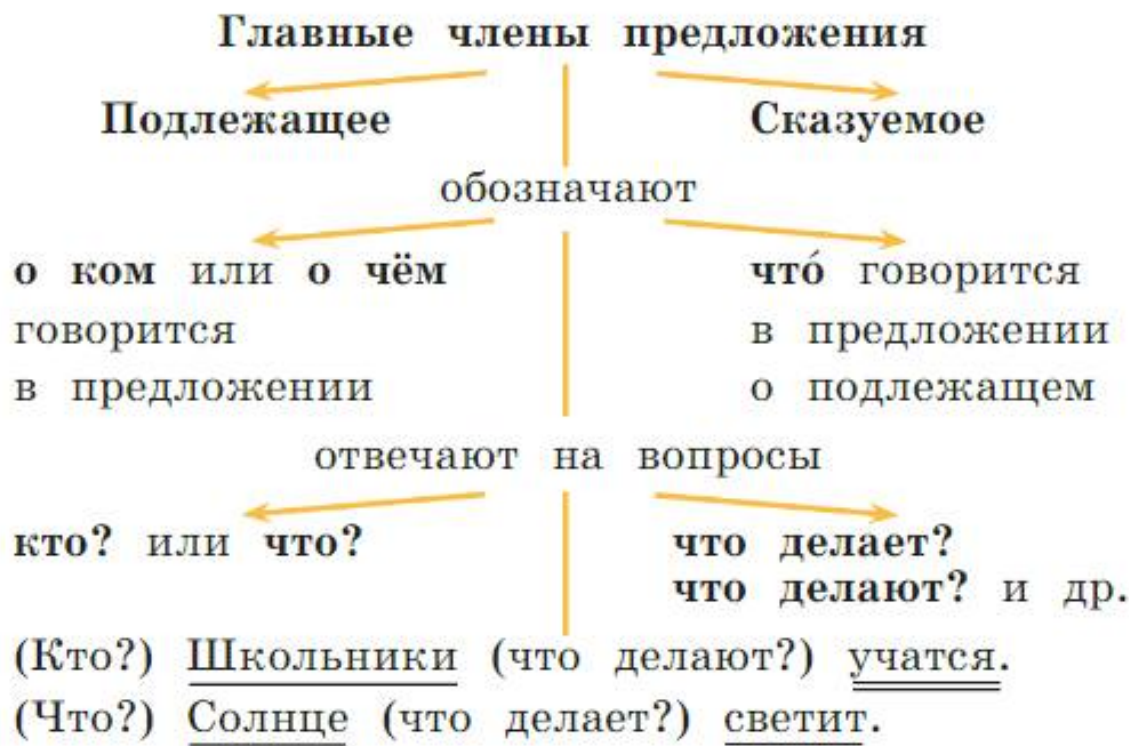 Главные члены предложения
Подлежащее Сказуемое
обозначают
о ком или о чём что́ говорится
говорится в предложении
в предложении о подлежащем
отвечают на вопросы
кто? или что? что делает?
что делают? и др.
(Кто?) Школьники (что делают?) учатся.
(Что?) Солнце (что делает?) светит.